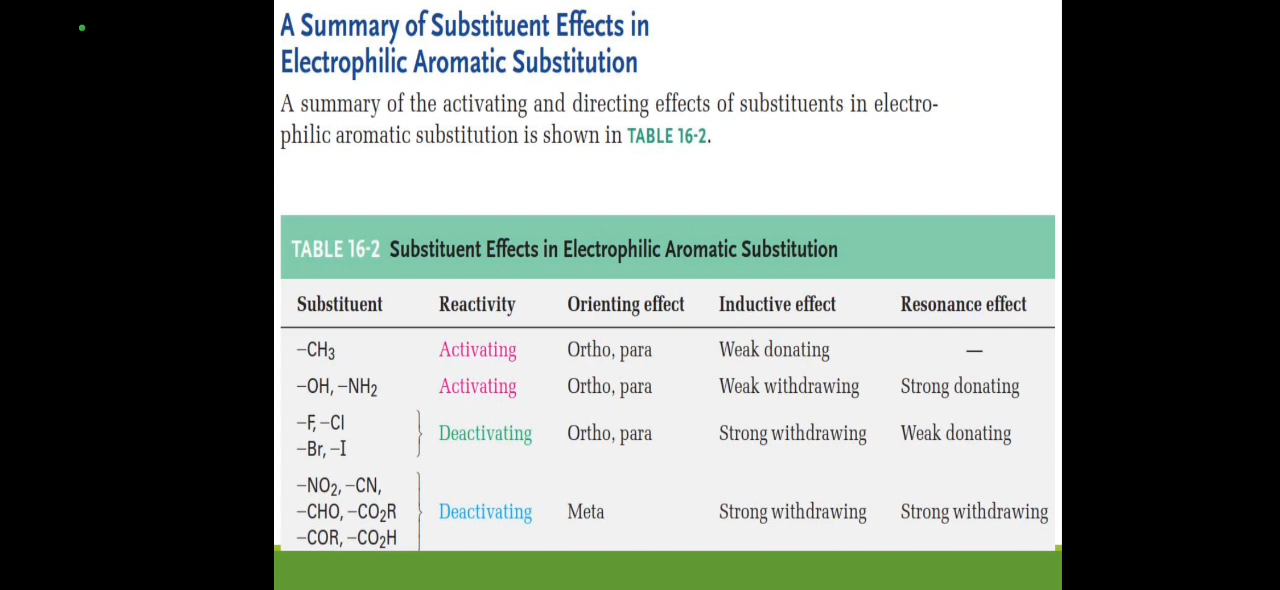 A Summary of Substituent Effects in
Electrophilic Aromatic Substitution
A summary of the activating and directing effects of substituents in electro-
philic aromatic substitution is shown in TABLE 16-2.
TABLE 16-2 Substituent Effects in Electrophilic Aromatic Substitution
Substituent Reactivity Orienting effect Inductive effect Resonance effect
–CH₃ Activating Ortho, para Weak donating —
–OH, –NH₂ Activating Ortho, para Weak withdrawing Strong donating
–F, –Cl
–Br, –I Deactivating Ortho, para Strong withdrawing Weak donating
–NO₂, –CN,
–CHO, –CO₂R Deactivating Meta Strong withdrawing Strong withdrawing
–COR, –CO₂H